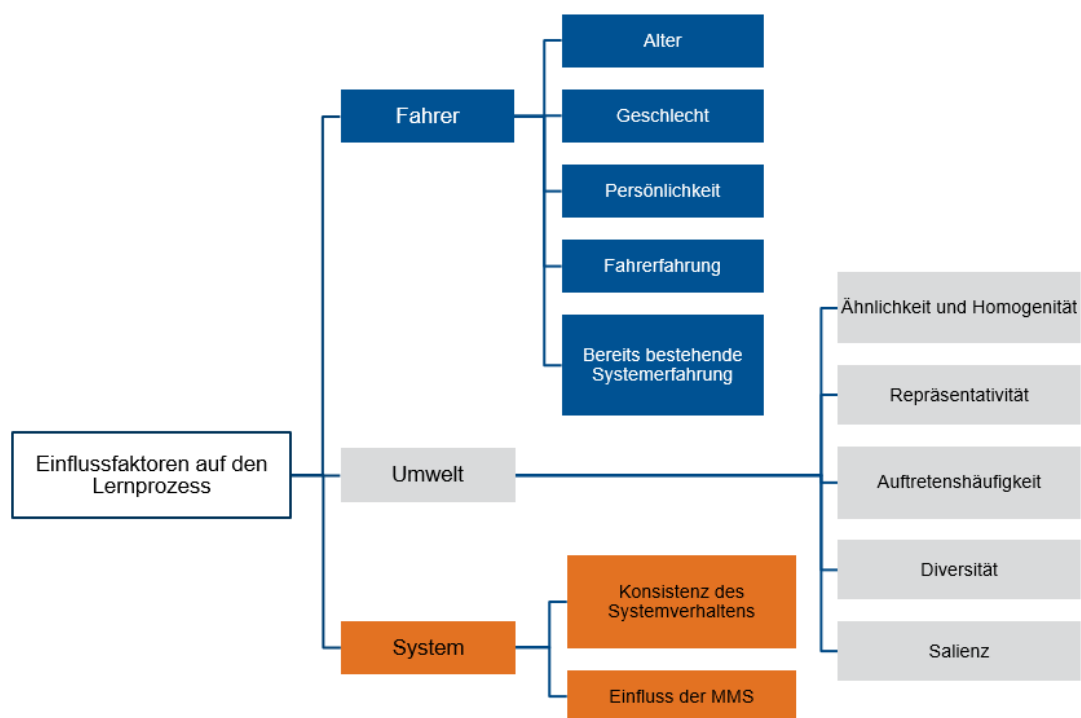 Einflussfaktoren auf den
Lernprozess
Fahrer
Alter
Geschlecht
Persönlichkeit
Fahrerfahrung
Bereits bestehende
Systemerfahrung
Umwelt
Ähnlichkeit und Homogenität
Repräsentativität
Auftretenshäufigkeit
Diversität
Salienz
System
Konsistenz des
Systemverhaltens
Einfluss der MMS